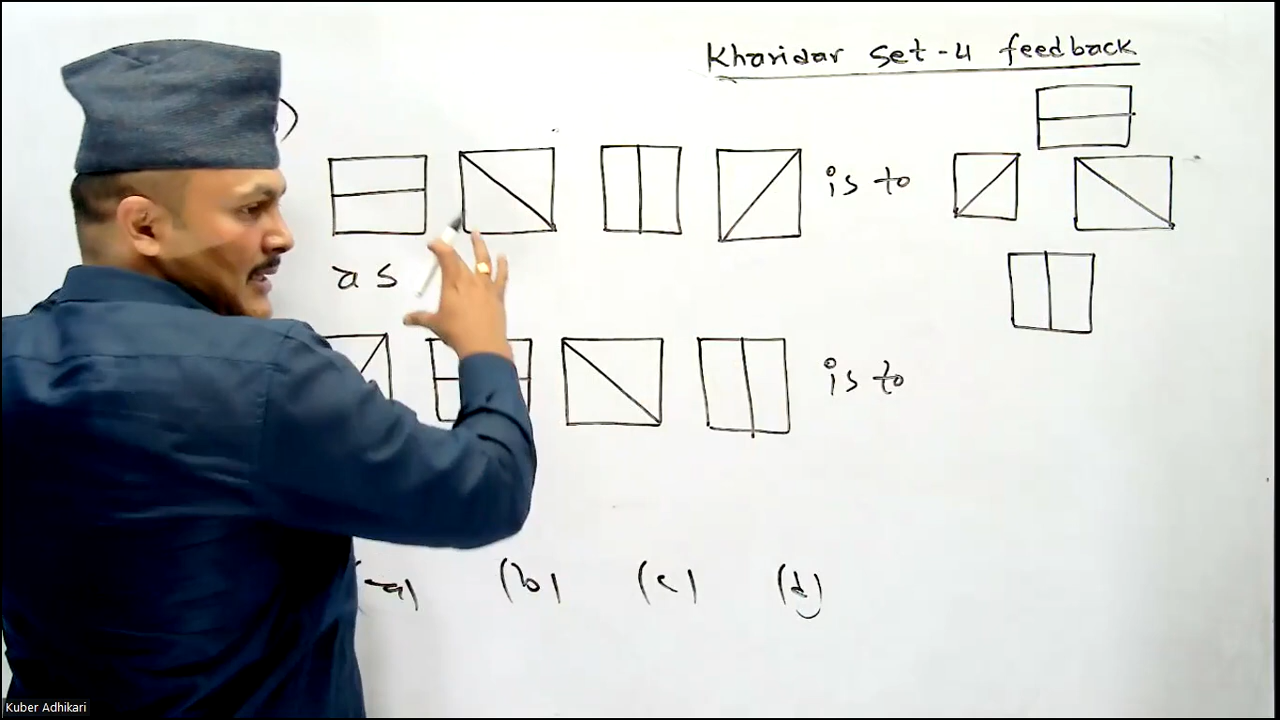 Kharidar Set-4 feedback
)
is to
as
is to
(a) (b) (c) (d)
Kuber Adhikari